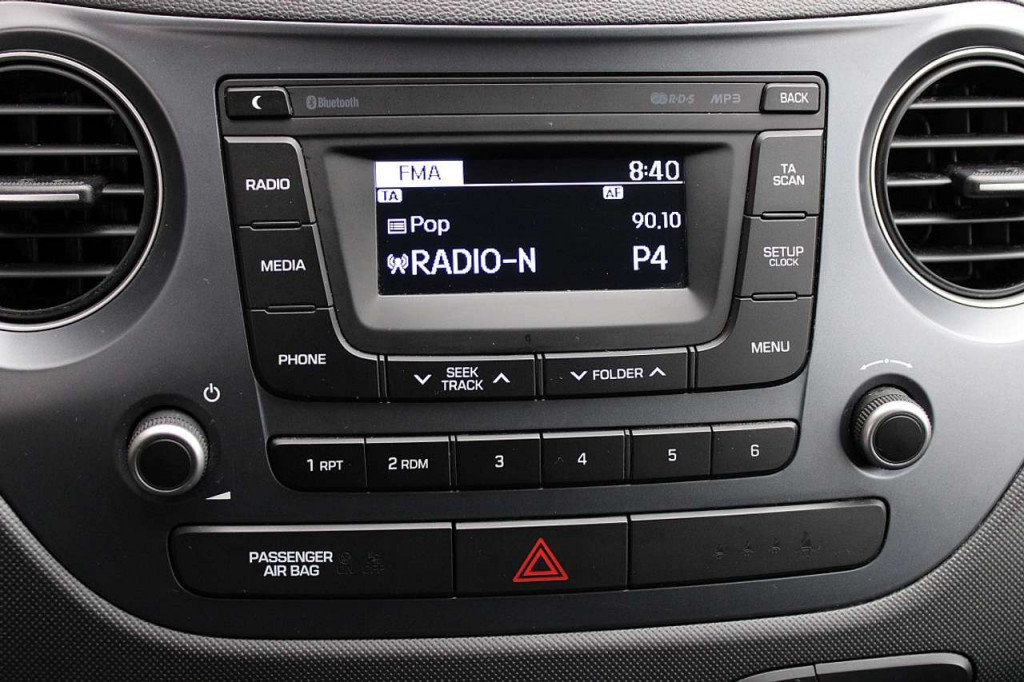 Bluetooth
R·D·S MP3 BACK
RADIO
FMA 8:40
TA AF
Pop 90.10
RADIO-N P4
TA
SCAN
MEDIA
SETUP
CLOCK
PHONE
SEEK
TRACK
FOLDER
MENU
1 RPT 2 RDM 3 4 5 6
PASSENGER
AIR BAG